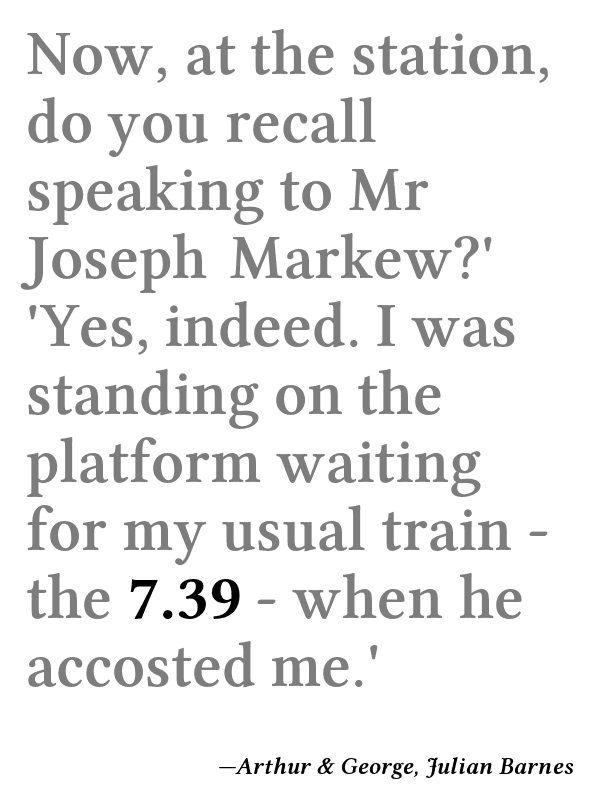 Now, at the station,
do you recall
speaking to Mr
Joseph Markew?'
'Yes, indeed. I was
standing on the
platform waiting
for my usual train -
the 7.39 - when he
accosted me.'
—Arthur & George, Julian Barnes